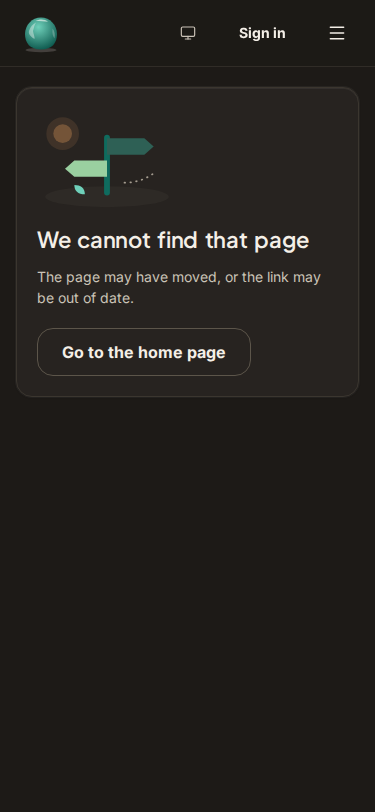 Sign in
We cannot find that page
The page may have moved, or the link may
be out of date.
Go to the home page